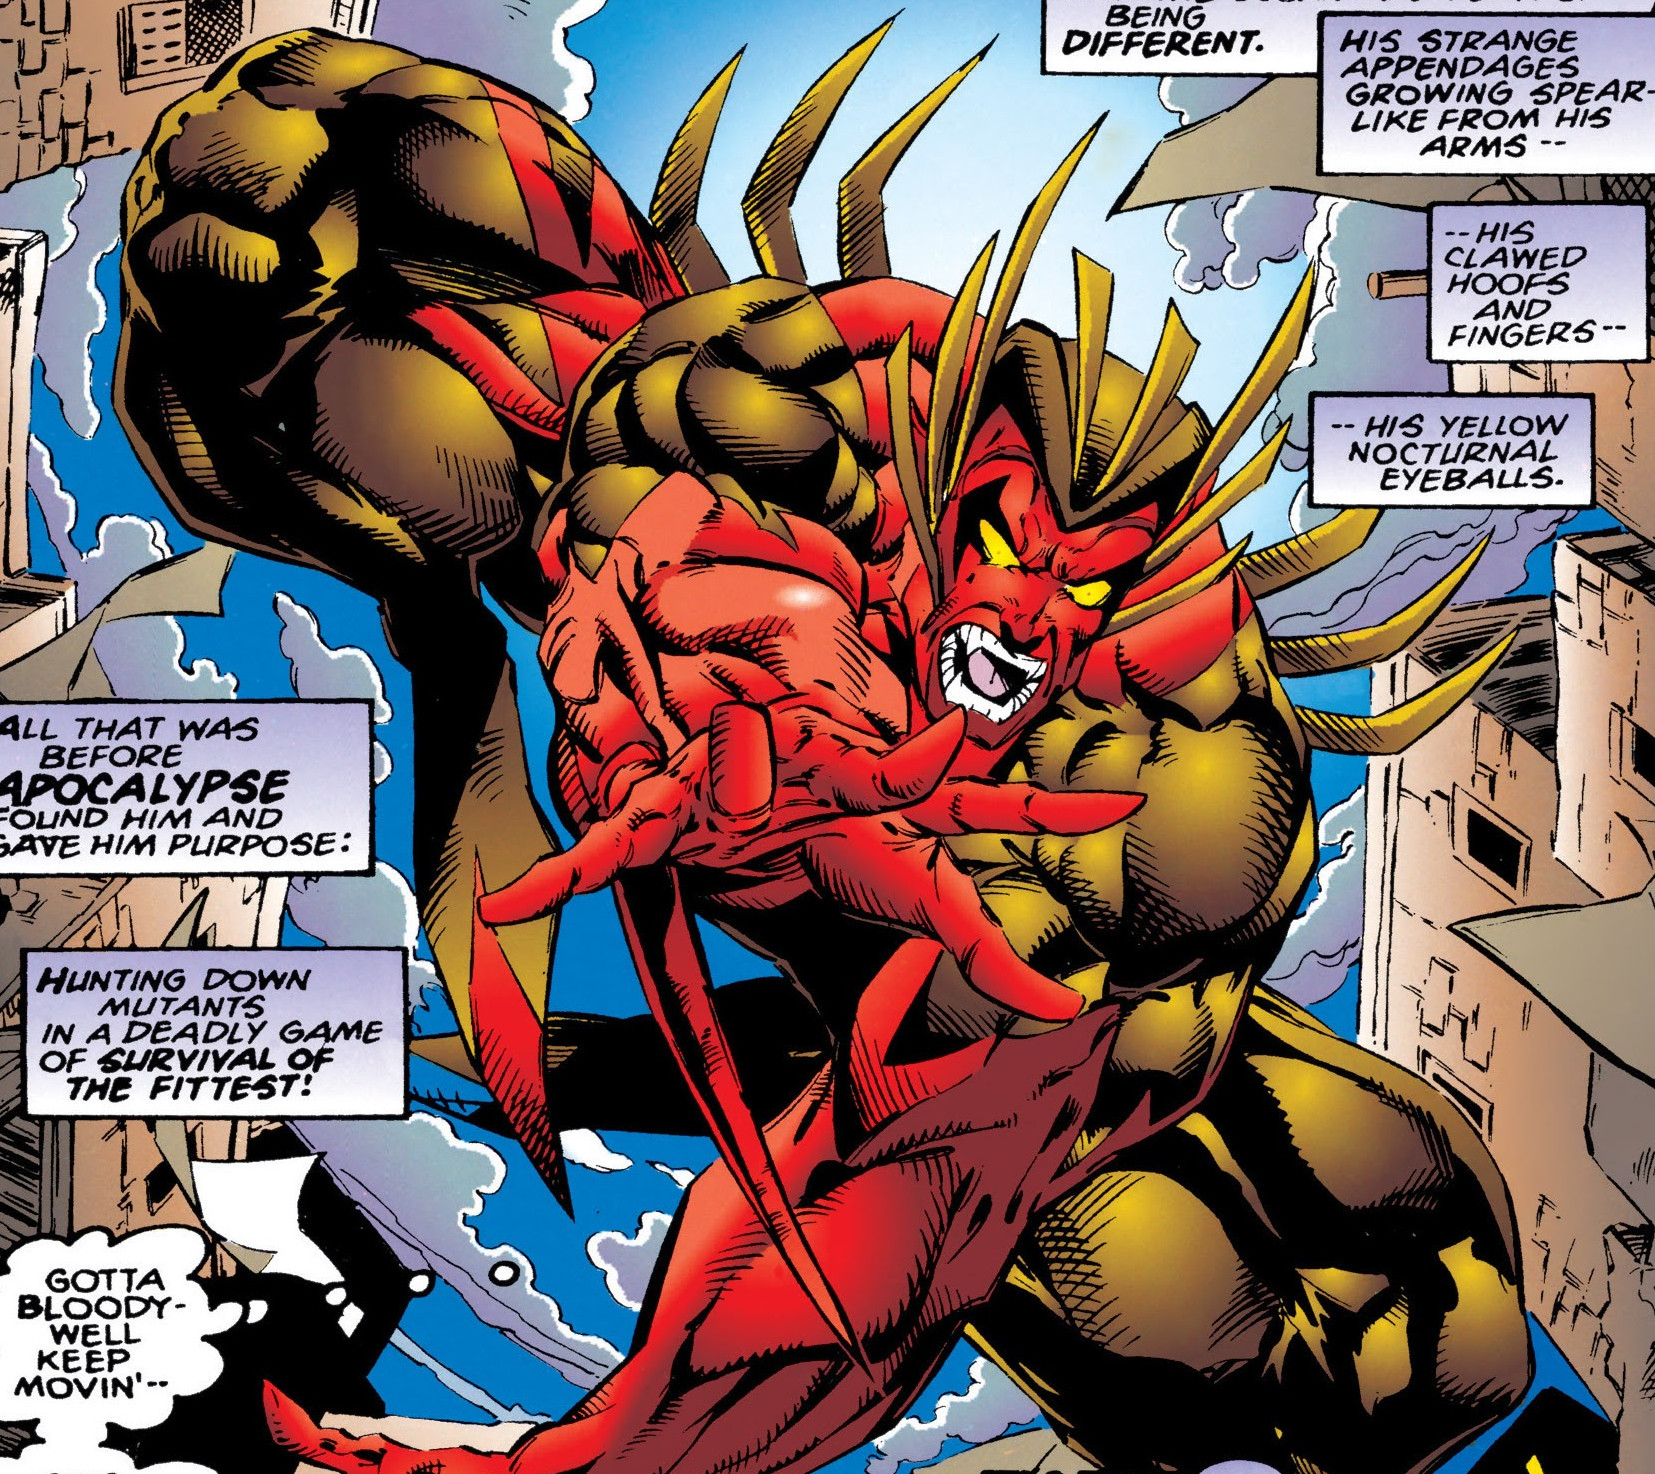 BEING
DIFFERENT.
HIS STRANGE
APPENDAGES
GROWING SPEAR-
LIKE FROM HIS
ARMS --
-- HIS
CLAWED
HOOFS
AND
FINGERS --
-- HIS YELLOW
NOCTURNAL
EYEBALLS.
ALL THAT WAS
BEFORE
APOCALYPSE
FOUND HIM AND
GAVE HIM PURPOSE:
HUNTING DOWN
MUTANTS
IN A DEADLY GAME
OF SURVIVAL OF
THE FITTEST!
GOTTA
BLOODY-
WELL
KEEP
MOVIN'--